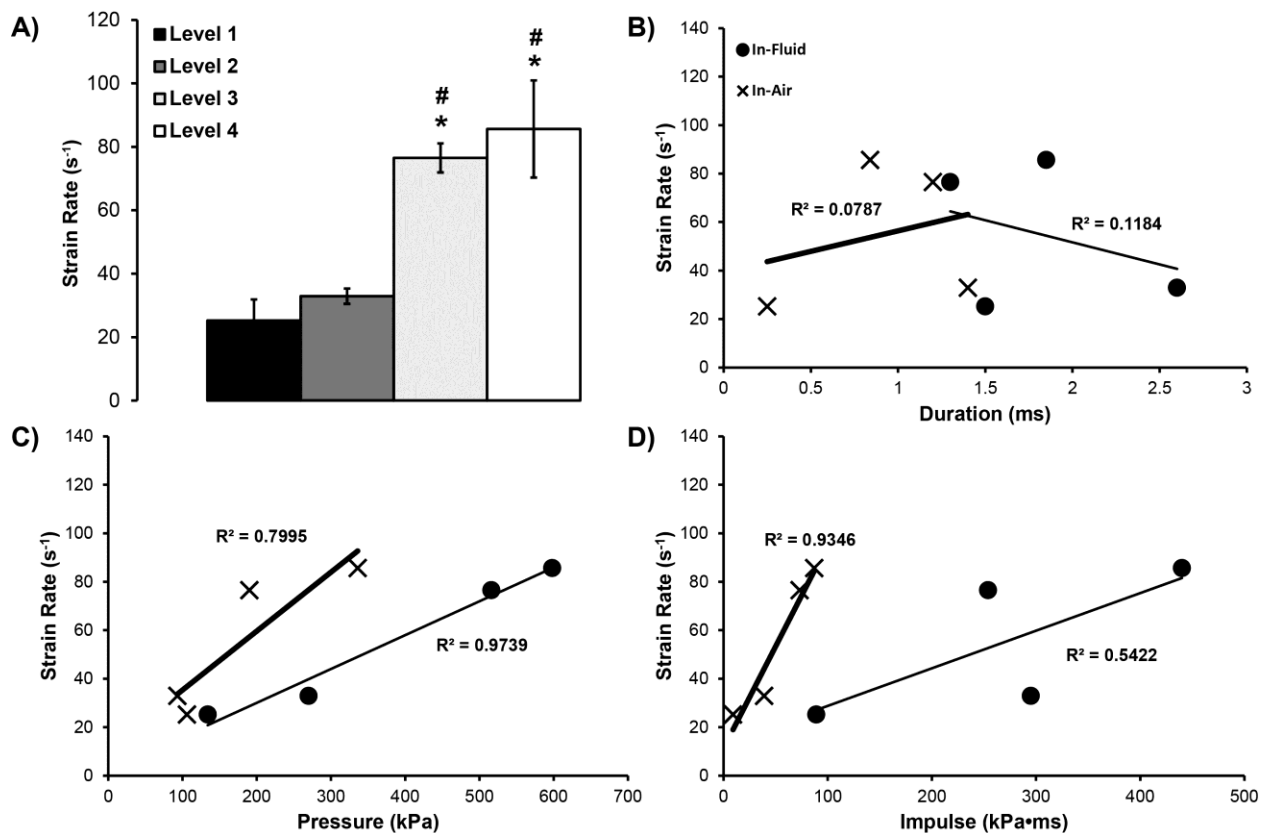 A)
Strain Rate (s-1)
120
100
80
60
40
20
0
Level 1
Level 2
Level 3
Level 4
#
*
#
*
B)
Strain Rate (s-1)
140
120
100
80
60
40
20
0
In-Fluid
In-Air
R² = 0.0787
R² = 0.1184
0 0.5 1 1.5 2 2.5 3
Duration (ms)
C)
Strain Rate (s-1)
140
120
100
80
60
40
20
0
R² = 0.7995
R² = 0.9739
0 100 200 300 400 500 600 700
Pressure (kPa)
D)
Strain Rate (s-1)
140
120
100
80
60
40
20
0
R² = 0.9346
R² = 0.5422
0 100 200 300 400 500
Impulse (kPa•ms)